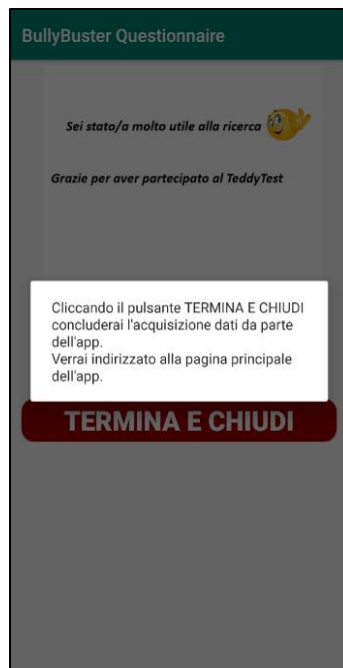 BullyBuster Questionnaire
Sei stato/a molto utile alla ricerca
Grazie per aver partecipato al TeddyTest
Cliccando il pulsante TERMINA E CHIUDI
concluderai l'acquisizione dati da parte
dell'app.
Verrai indirizzato alla pagina principale
dell'app.
TERMINA E CHIUDI